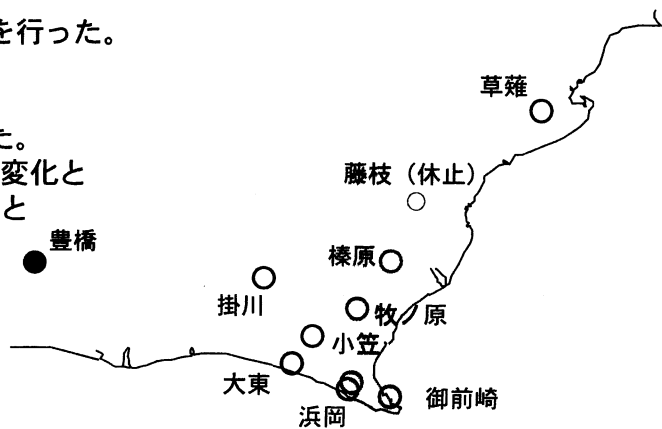 を行った。
た。
変化と
と
草薙
藤枝（休止）
豊橋
榛原
掛川
牧ノ原
小笠
大東
浜岡
御前崎